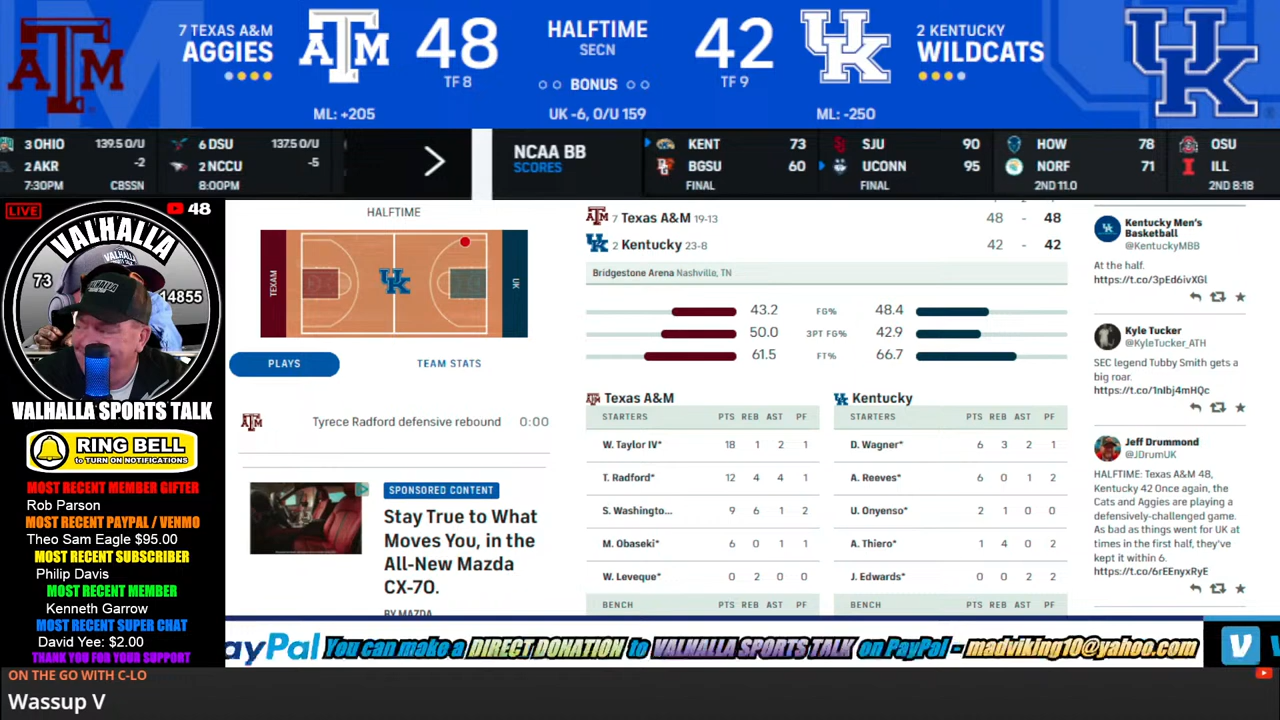 7 TEXAS A&M
AGGIES
48
TF 8
ML: +205
HALFTIME
SECN
BONUS
UK -6, O/U 159
42
TF 9
2 KENTUCKY
WILDCATS
ML: -250
3 OHIO 139.5 O/U
2 AKR -2
7:30PM CBSSN
6 DSU 137.5 O/U
2 NCCU -5
8:00PM
NCAA BB
SCORES
KENT 73
BGSU 60
FINAL
SJU 90
UCONN 95
FINAL
HOW 78
NORF 71
2ND 11.0
OSU
ILL
2ND 8:18
LIVE
48
VALHALLA
73
14855
VALHALLA SPORTS TALK
RING BELL
to TURN ON NOTIFICATIONS
MOST RECENT MEMBER GIFTER
Rob Parson
MOST RECENT PAYPAL / VENMO
Theo Sam Eagle $95.00
MOST RECENT SUBSCRIBER
Philip Davis
MOST RECENT MEMBER
Kenneth Garrow
MOST RECENT SUPER CHAT
David Yee: $2.00
THANK YOU FOR YOUR SUPPORT
HALFTIME
TEXAM
UK
PLAYS
TEAM STATS
Tyrece Radford defensive rebound 0:00
SPONSORED CONTENT
Stay True to What
Moves You, in the
All-New Mazda
CX-70.
BY MAZDA
7 Texas A&M 19-13 48 - 48
2 Kentucky 23-8 42 - 42
Bridgestone Arena Nashville, TN
43.2 FG% 48.4
50.0 3PT FG% 42.9
61.5 FT% 66.7
Texas A&M
STARTERS PTS REB AST PF
W. Taylor IV* 18 1 2 1
T. Radford* 12 4 4 1
S. Washingto... 9 6 1 2
M. Obaseki* 6 0 1 1
W. Leveque* 0 2 0 0
BENCH PTS REB AST PF
Kentucky
STARTERS PTS REB AST PF
D. Wagner* 6 3 2 1
A. Reeves* 6 0 1 2
U. Onyenso* 2 1 0 0
A. Thiero* 1 4 0 2
J. Edwards* 0 0 2 2
BENCH PTS REB AST PF
Kentucky Men's
Basketball
@KentuckyMBB
At the half.
https://t.co/3pEd6ivXGl
Kyle Tucker
@KyleTucker_ATH
SEC legend Tubby Smith gets a
big roar.
https://t.co/1nIbj4mHQc
Jeff Drummond
@JDrumUK
HALFTIME: Texas A&M 48,
Kentucky 42 Once again, the
Cats and Aggies are playing a
defensively-challenged game.
As bad as things went for UK at
times in the first half, they've
kept it within 6.
https://t.co/6rEEnyxRyE
ayPal You can make a DIRECT DONATION to VALHALLA SPORTS TALK on PayPal - madviking10@yahoo.com
ON THE GO WITH C-LO
Wassup V